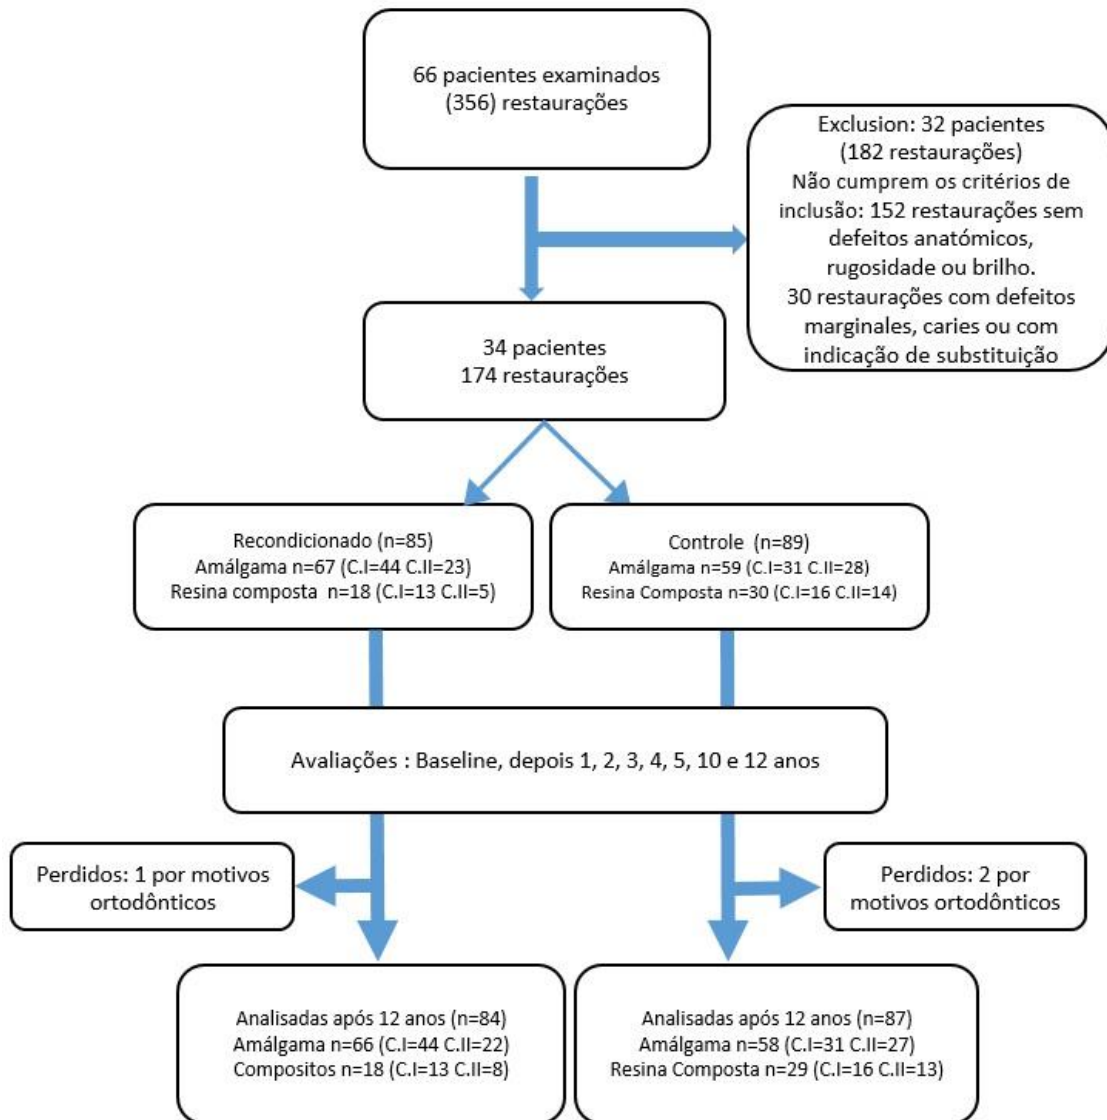 66 pacientes examinados
(356) restaurações
Exclusion: 32 pacientes
(182 restaurações)
Não cumprem os critérios de
inclusão: 152 restaurações sem
defeitos anatómicos,
rugosidade ou brilho.
30 restaurações com defeitos
marginales, caries ou com
indicação de substituição
34 pacientes
174 restaurações
Recondicionado (n=85)
Amálgama n=67 (C.I=44 C.II=23)
Resina composta n=18 (C.I=13 C.II=5)
Controle (n=89)
Amálgama n=59 (C.I=31 C.II=28)
Resina Composta n=30 (C.I=16 C.II=14)
Avaliações : Baseline, depois 1, 2, 3, 4, 5, 10 e 12 anos
Perdidos: 1 por motivos
ortodônticos
Perdidos: 2 por
motivos ortodônticos
Analisadas após 12 anos (n=84)
Amálgama n=66 (C.I=44 C.II=22)
Compositos n=18 (C.I=13 C.II=8)
Analisadas após 12 anos (n=87)
Amálgama n=58 (C.I=31 C.II=27)
Resina Composta n=29 (C.I=16 C.II=13)